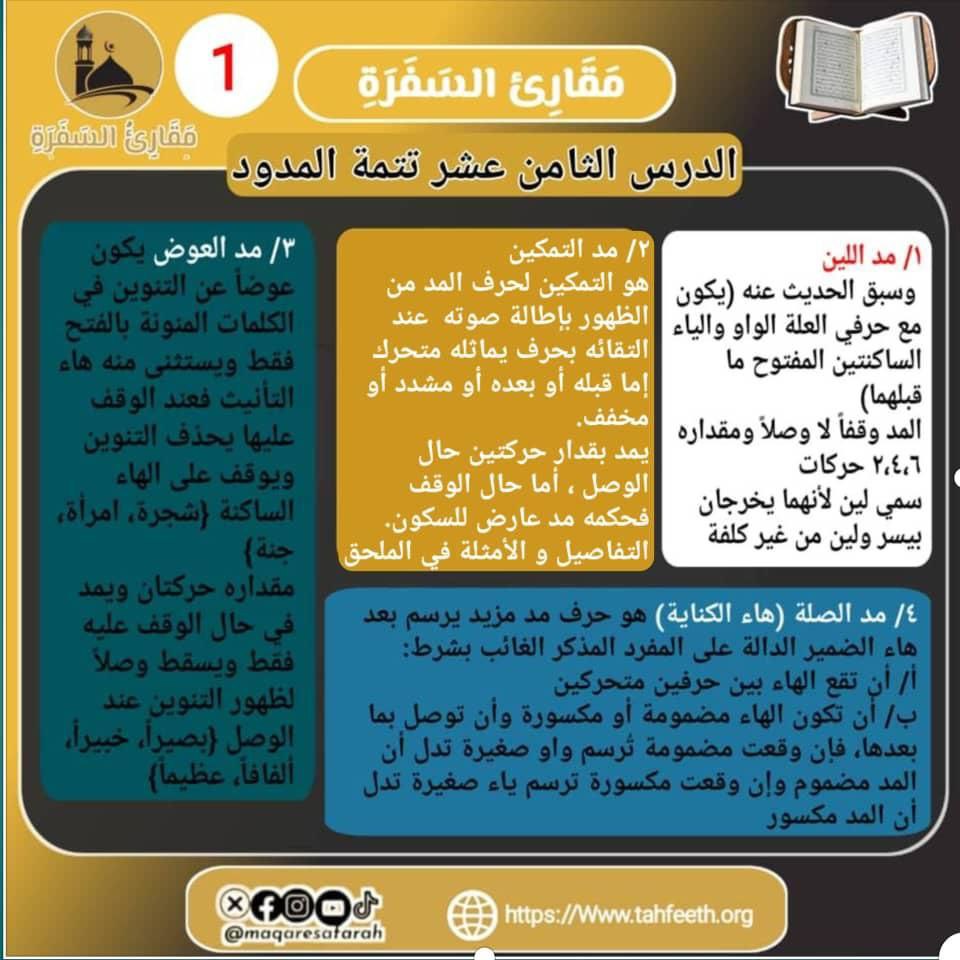 مَقَارِئُ السَفَرَةِ
1
مَقَارِئ السَفَرَةِ
الدرس الثامن عشر تتمة المدود
١/ مد اللين
وسبق الحديث عنه (يكون
مع حرفي العلة الواو والياء
الساكنتين المفتوح ما
قبلهما)
المد وقفاً لا وصلاً ومقداره
٢،٤،٦ حركات
سمي لين لأنهما يخرجان
بيسر ولين من غير كلفة
٢/ مد التمكين
هو التمكين لحرف المد من
الظهور بإطالة صوته عند
التقائه بحرف يماثله متحرك
إما قبله أو بعده أو مشدد أو
مخفف.
يمد بقدار حركتين حال
الوصل ، أما حال الوقف
فحكمه مد عارض للسكون.
التفاصيل و الأمثلة في الملحق
٣/ مد العوض يكون
عوضاً عن التنوين في
الكلمات المنونة بالفتح
فقط ويستثنى منه هاء
التأنيث فعند الوقف
عليها يحذف التنوين
ويوقف على الهاء
الساكنة {شجرة، امرأة،
جنة}
مقداره حركتان ويمد
في حال الوقف عليه
فقط ويسقط وصلاً
لظهور التنوين عند
الوصل {بصيراً، خبيراً،
ألفافاً، عظيماً}
٤/ مد الصلة (هاء الكناية) هو حرف مد مزيد يرسم بعد
هاء الضمير الدالة على المفرد المذكر الغائب بشرط:
أ/ أن تقع الهاء بين حرفين متحركين
ب/ أن تكون الهاء مضمومة أو مكسورة وأن توصل بما
بعدها، فإن وقعت مضمومة تُرسم واو صغيرة تدل أن
المد مضموم وإن وقعت مكسورة ترسم ياء صغيرة تدل
أن المد مكسور
@maqaresafarah
https://Www.tahfeeth.org